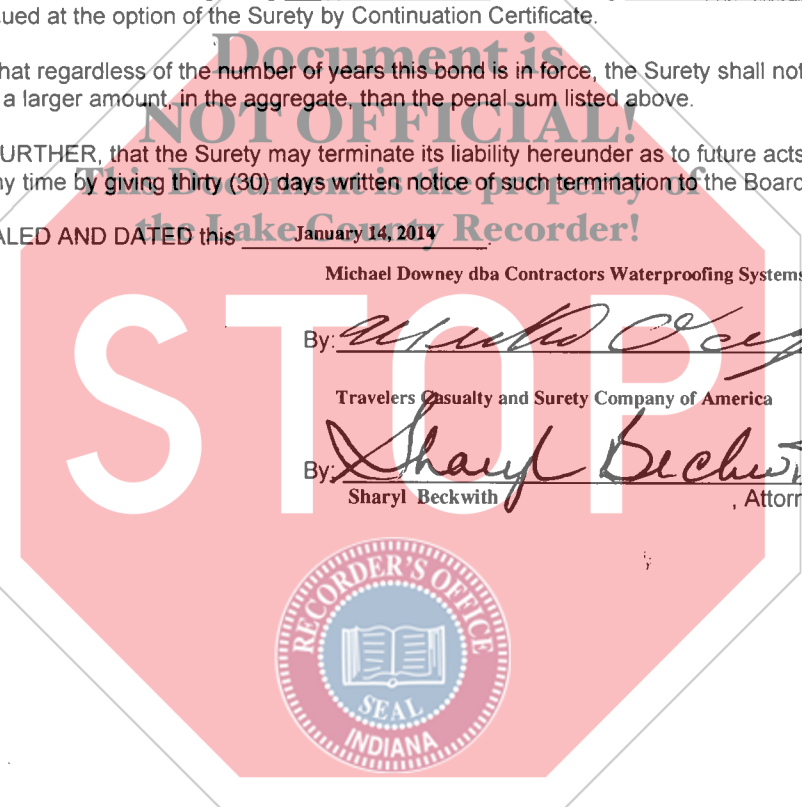 ued at the option of the Surety by Continuation Certificate.
Document is
hat regardless of the number of years this bond is in force, the Surety shall not
a larger amount, in the aggregate, than the penal sum listed above.
NOT OFFICIAL!
URTHER, that the Surety may terminate its liability hereunder as to future acts
This Document is the property of
ny time by giving thirty (30) days written notice of such termination to the Board
the Lake County Recorder!
ALED AND DATED this January 14, 2014.
Michael Downey dba Contractors Waterproofing Systems
By:
STOP
Travelers Casualty and Surety Company of America
By: Sharyl Beckwit
Sharyl Beckwith , Attorn
RECORDER'S OFFICE
SEAL
INDIANA